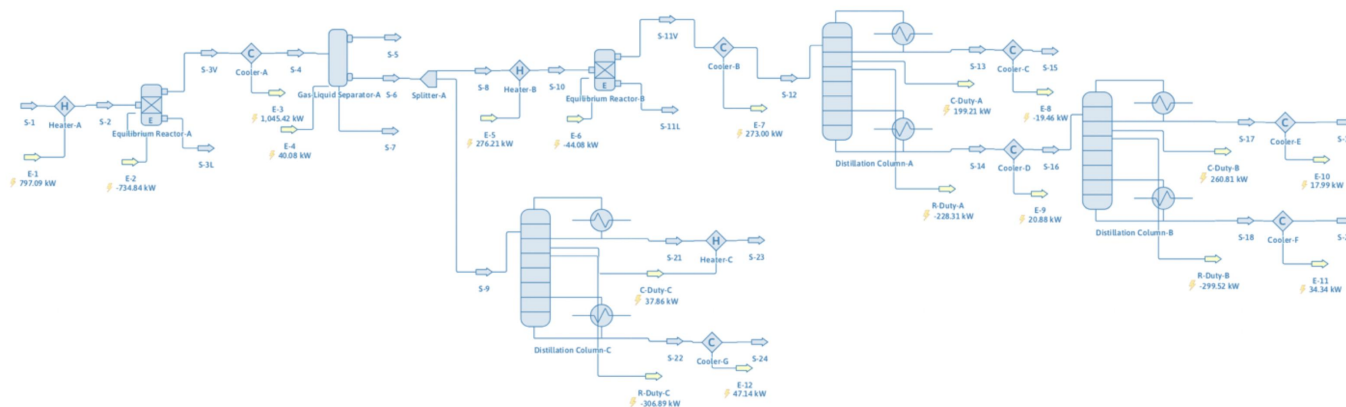 S-1
H
Heater-A
E-1
797.09 kW
S-2
E
Equilibrium Reactor-A
E-2
-734.84 kW
S-3V
S-3L
C
Cooler-A
E-3
1,045.42 kW
S-4
Gas-Liquid Separator-A
E-4
40.08 kW
S-5
S-6
S-7
Splitter-A
S-8
S-9
H
Heater-B
E-5
276.21 kW
S-10
E
Equilibrium Reactor-B
E-6
-44.08 kW
S-11V
S-11L
C
Cooler-B
E-7
273.00 kW
S-12
Distillation Column-A
S-13
C
Cooler-C
S-15
C-Duty-A
199.21 kW
E-8
-19.46 kW
S-14
C
Cooler-D
S-16
R-Duty-A
-228.31 kW
E-9
20.88 kW
Distillation Column-B
S-17
C
Cooler-E
C-Duty-B
260.81 kW
E-10
17.99 kW
S-18
C
Cooler-F
R-Duty-B
-299.52 kW
E-11
34.34 kW
Distillation Column-C
S-21
H
Heater-C
S-23
C-Duty-C
37.86 kW
S-22
C
Cooler-G
S-24
R-Duty-C
-306.89 kW
E-12
47.14 kW